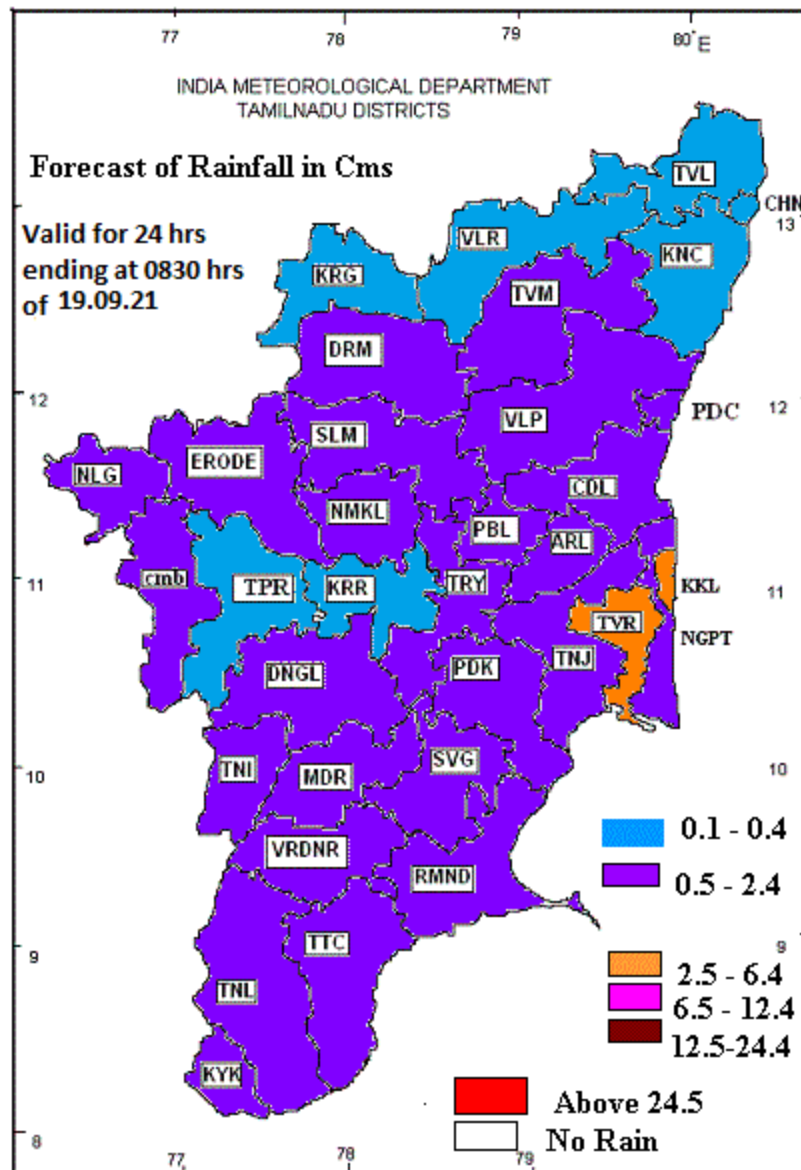 77 78 79 80°E
INDIA METEOROLOGICAL DEPARTMENT
TAMILNADU DISTRICTS
Forecast of Rainfall in Cms
Valid for 24 hrs
ending at 0830 hrs
of 19.09.21
TVL
CHN
13
VLR
KNC
KRG
TVM
DRM
12
12
PDC
VLP
SLM
ERODE
NLG
CDL
NMKL
PBL
ARL
11
cmb
TPR
KRR
TRY
KKL
11
TVR
NGPT
DNGL
PDK
TNJ
10
TNI
MDR
SVG
10
0.1 - 0.4
VRDNR
RMND
0.5 - 2.4
9
TTC
9
2.5 - 6.4
TNL
6.5 - 12.4
12.5-24.4
KYK
Above 24.5
8
No Rain
77 78 79